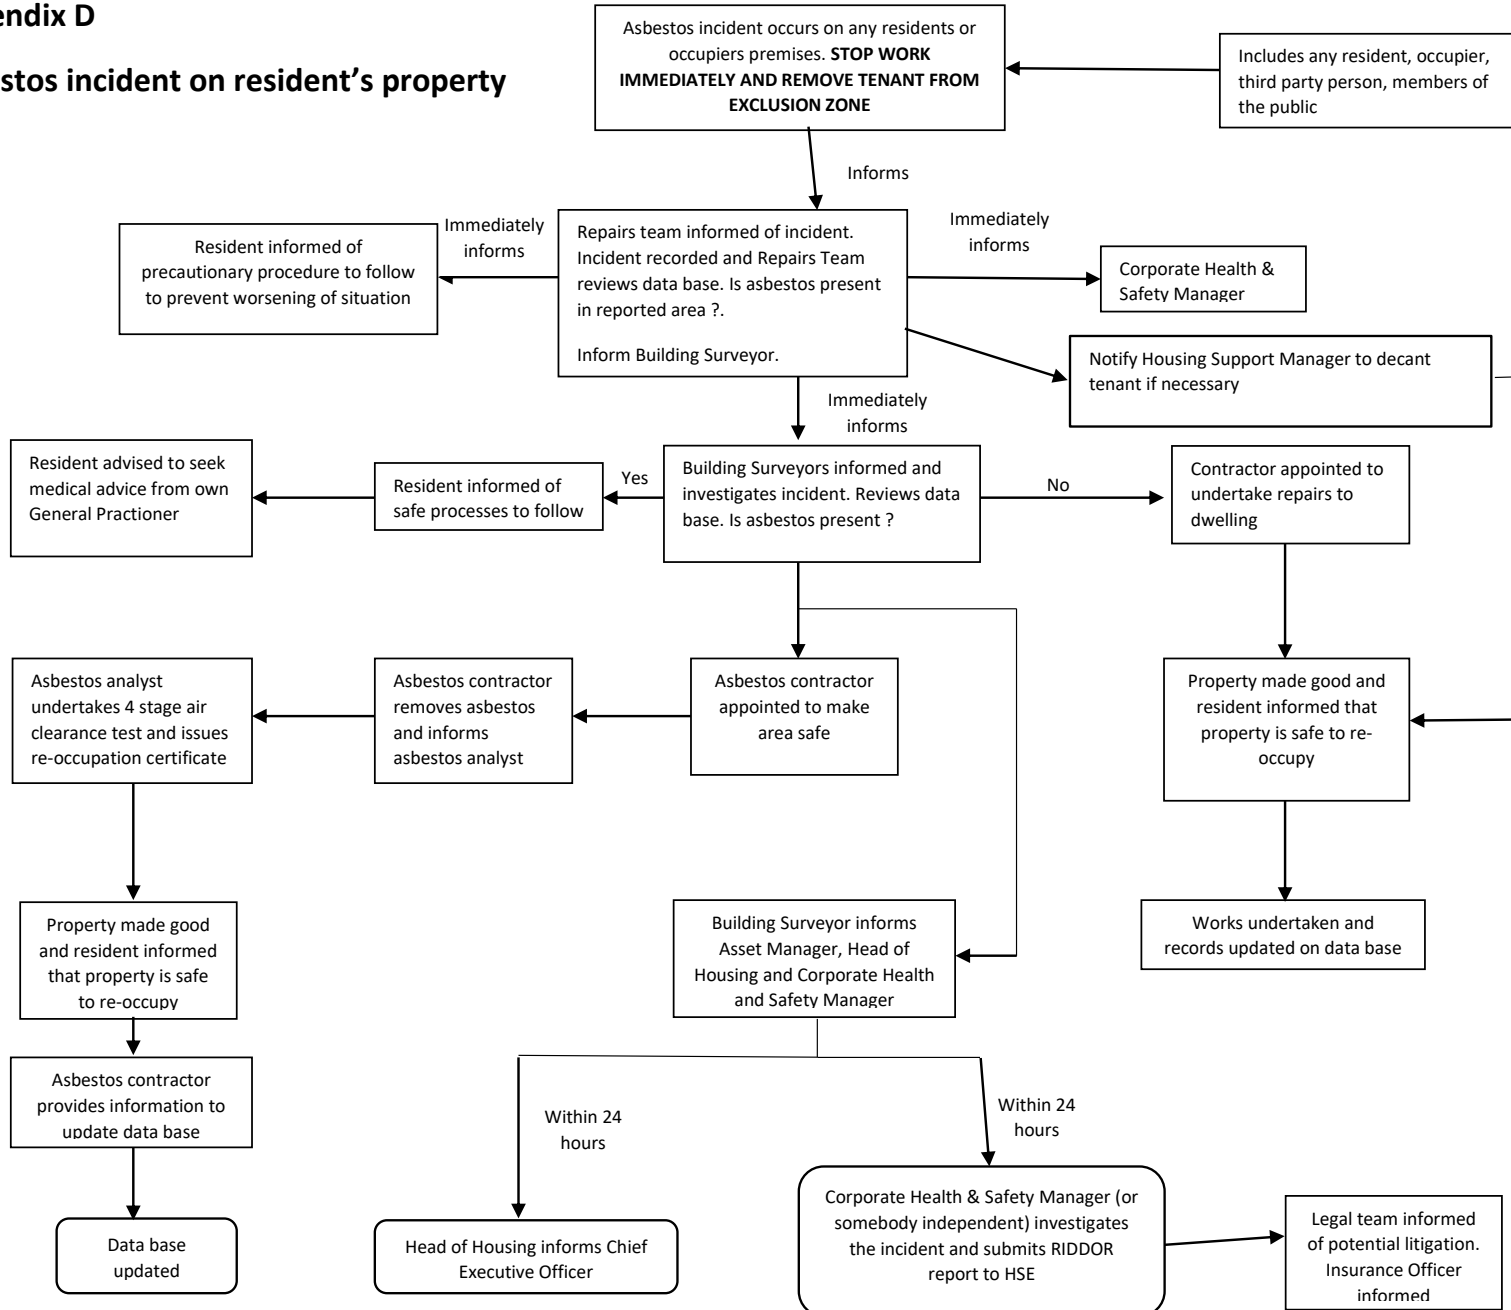 endix D
stos incident on resident's property
Asbestos incident occurs on any residents or
occupiers premises. STOP WORK
IMMEDIATELY AND REMOVE TENANT FROM
EXCLUSION ZONE
Includes any resident, occupier,
third party person, members of
the public
Informs
Resident informed of
precautionary procedure to follow
to prevent worsening of situation
Immediately
informs
Repairs team informed of incident.
Incident recorded and Repairs Team
reviews data base. Is asbestos present
in reported area ?.
Inform Building Surveyor.
Immediately
informs
Corporate Health &
Safety Manager
Notify Housing Support Manager to decant
tenant if necessary
Immediately
informs
Resident advised to seek
medical advice from own
General Practioner
Resident informed of
safe processes to follow
Yes
Building Surveyors informed and
investigates incident. Reviews data
base. Is asbestos present ?
No
Contractor appointed to
undertake repairs to
dwelling
Asbestos analyst
undertakes 4 stage air
clearance test and issues
re-occupation certificate
Asbestos contractor
removes asbestos
and informs
asbestos analyst
Asbestos contractor
appointed to make
area safe
Property made good and
resident informed that
property is safe to re-
occupy
Property made good
and resident informed
that property is safe
to re-occupy
Building Surveyor informs
Asset Manager, Head of
Housing and Corporate Health
and Safety Manager
Works undertaken and
records updated on data base
Asbestos contractor
provides information to
update data base
Within 24
hours
Within 24
hours
Data base
updated
Head of Housing informs Chief
Executive Officer
Corporate Health & Safety Manager (or
somebody independent) investigates
the incident and submits RIDDOR
report to HSE
Legal team informed
of potential litigation.
Insurance Officer
informed